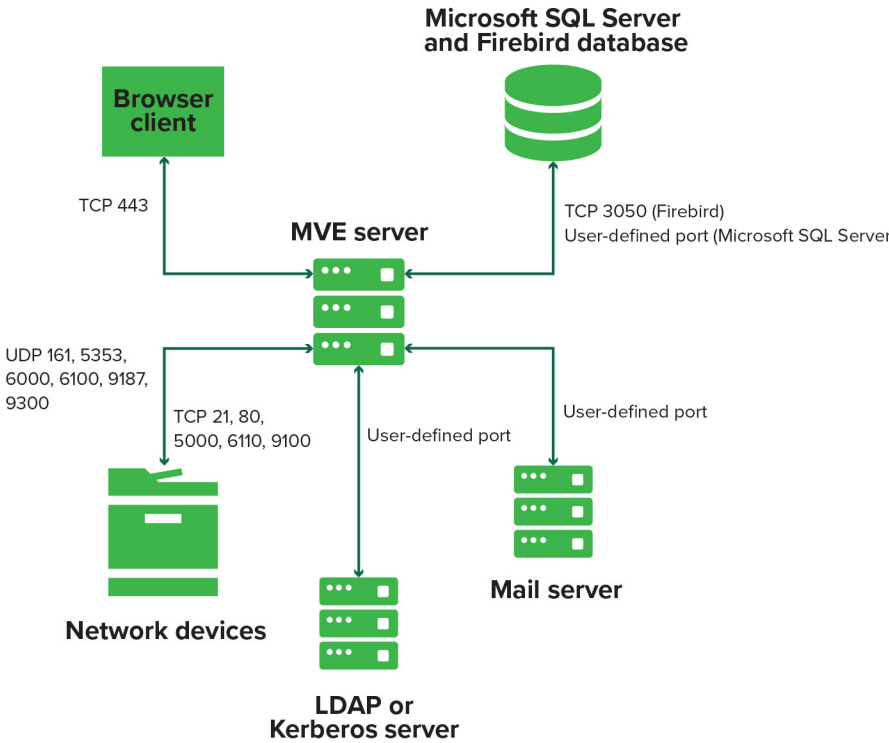 Microsoft SQL Server
and Firebird database
Browser
client
TCP 443
TCP 3050 (Firebird)
User-defined port (Microsoft SQL Server
MVE server
UDP 161, 5353,
6000, 6100, 9187,
9300
TCP 21, 80,
5000, 6110, 9100
User-defined port
User-defined port
Network devices
Mail server
LDAP or
Kerberos server